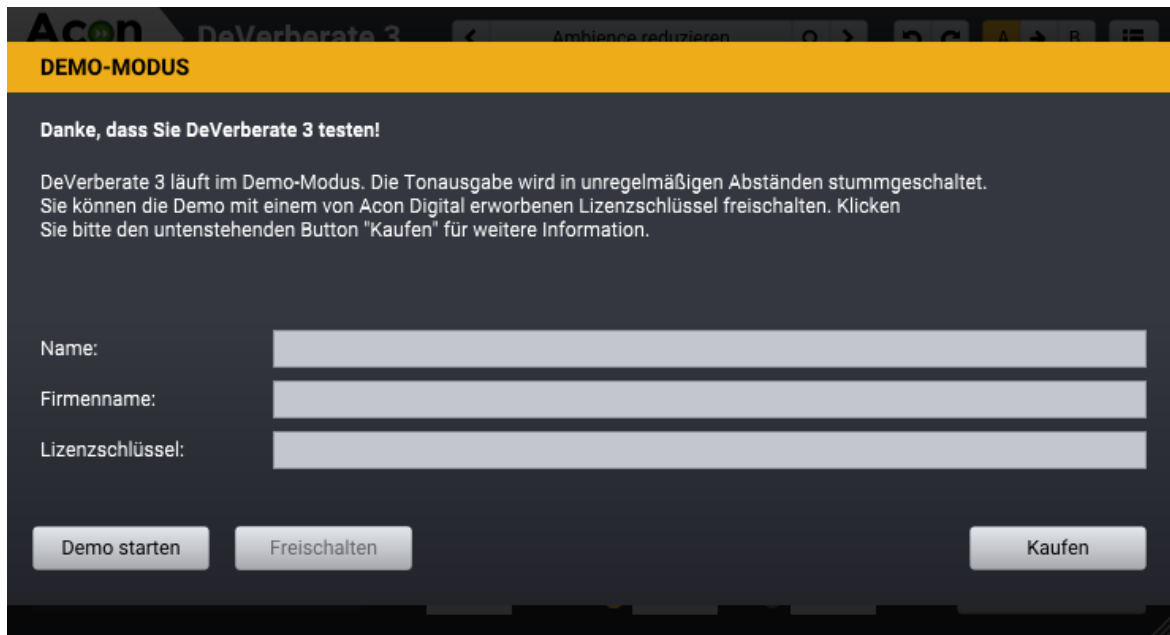 Acon DeVerberate 3 Ambience reduzieren A B
DEMO-MODUS
Danke, dass Sie DeVerberate 3 testen!
DeVerberate 3 läuft im Demo-Modus. Die Tonausgabe wird in unregelmäßigen Abständen stummgeschaltet.
Sie können die Demo mit einem von Acon Digital erworbenen Lizenzschlüssel freischalten. Klicken
Sie bitte den untenstehenden Button "Kaufen" für weitere Information.
Name:
Firmenname:
Lizenzschlüssel:
Demo starten Freischalten Kaufen